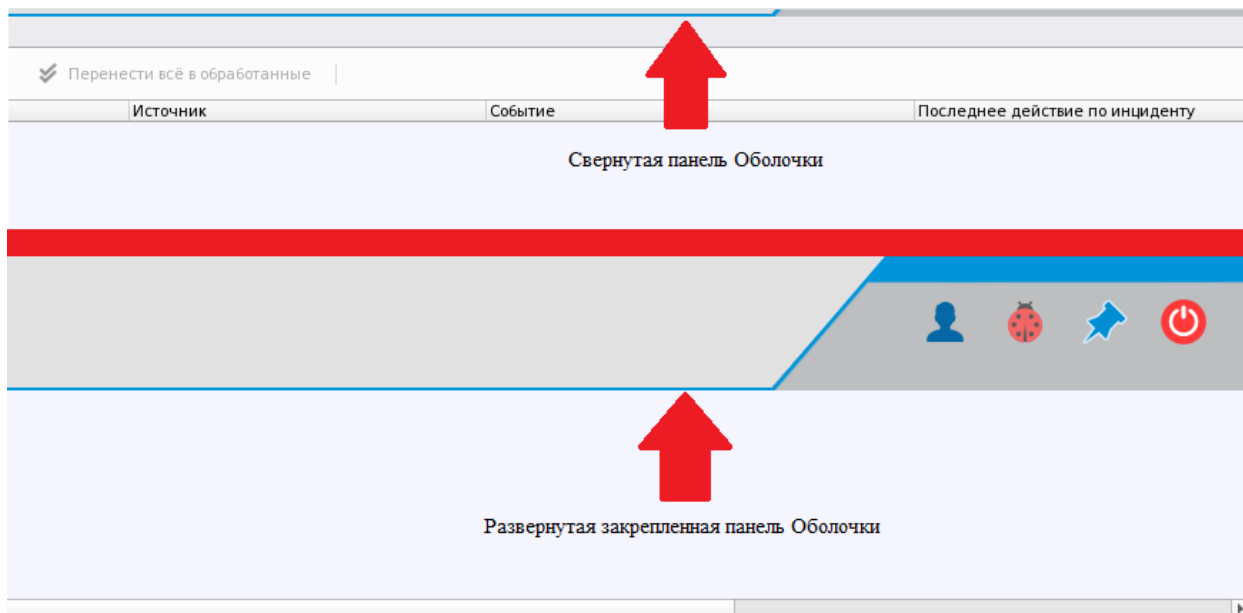 Перенести всё в обработанные
Источник Событие Последнее действие по инциденту
Свернутая панель Оболочки
Развернутая закрепленная панель Оболочки